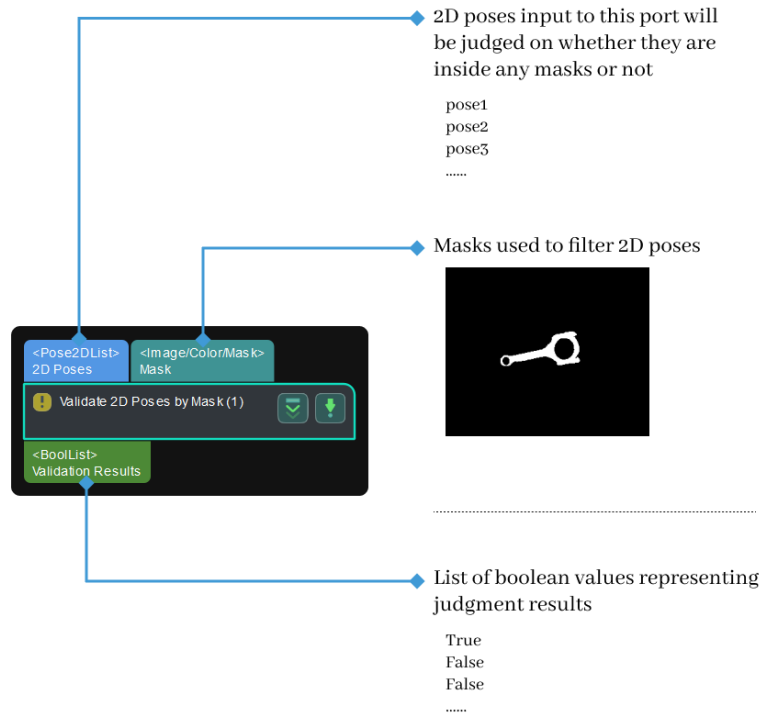 2D poses input to this port will
be judged on whether they are
inside any masks or not
pose1
pose2
pose3
......
Masks used to filter 2D poses
<Pose2DList>
2D Poses
<Image/Color/Mask>
Mask
Validate 2D Poses by Mask (1)
<BoolList>
Validation Results
List of boolean values representing
judgment results
True
False
False
......